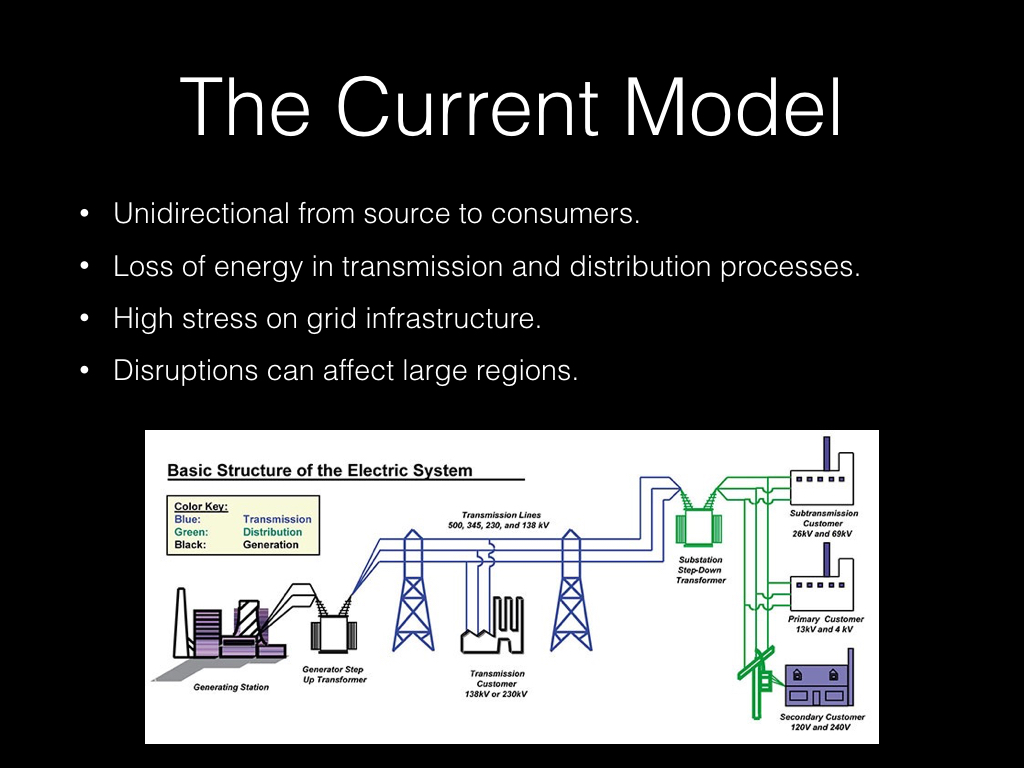 The Current Model
• Unidirectional from source to consumers.
• Loss of energy in transmission and distribution processes.
• High stress on grid infrastructure.
• Disruptions can affect large regions.
Basic Structure of the Electric System
Color Key:
Blue: Transmission
Green: Distribution
Black: Generation
Transmission Lines
500, 345, 230, and 138 kV
Generating Station
Generator Step
Up Transformer
Transmission
Customer
138kV or 230kV
Substation
Step-Down
Transformer
Subtransmission
Customer
26kV and 69kV
Primary Customer
13kV and 4 kV
Secondary Customer
120V and 240V